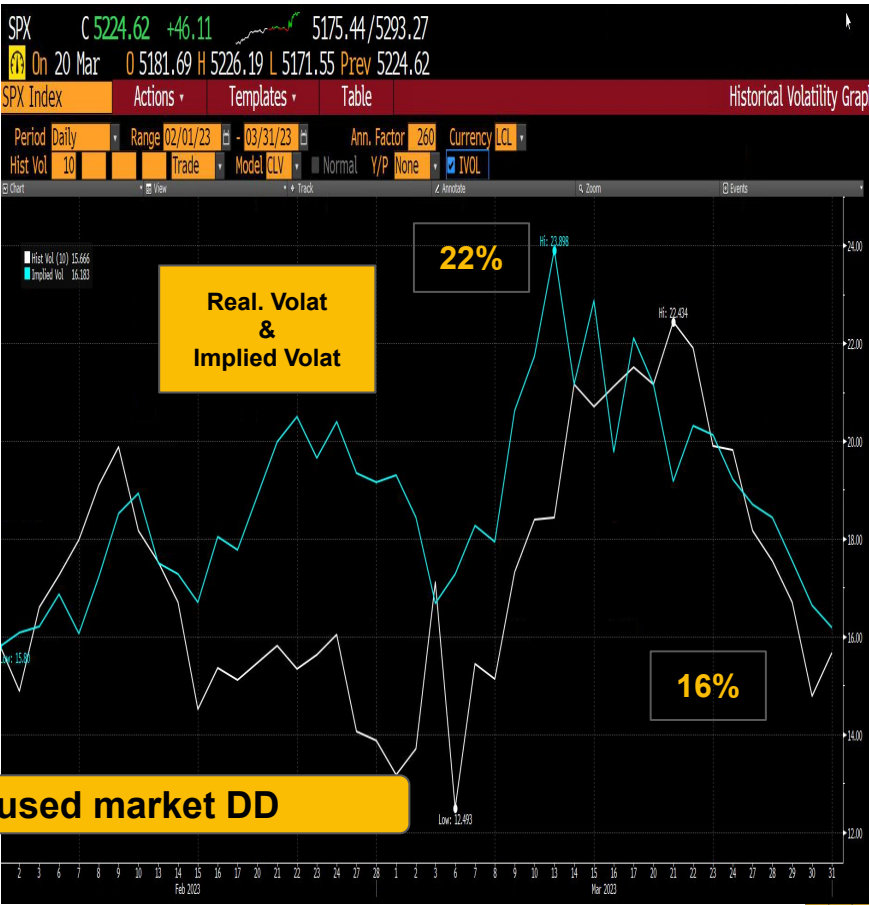 SPX C 5224.62 +46.11 5175.44/5293.27
On 20 Mar O 5181.69 H 5226.19 L 5171.55 Prev 5224.62
SPX Index Actions Templates Table Historical Volatility Grap
Period Daily Range 02/01/23 - 03/31/23 Ann. Factor 260 Currency LCL
Hist Vol 10 Trade Model CLV Normal Y/P None IVOL
Chart View + Track Annotate Zoom Events
22%
Hi: 23.898
24.00
Hist Vol (10) 15.666
Implied Vol 16.183
Real. Volat
&
Implied Volat
Hi: 22.434
22.00
20.00
18.00
16.00
Low: 15.80
16%
14.00
used market DD
Low: 12.493
12.00
2 3 6 7 8 9 10 13 14 15 16 17 20 21 22 23 24 27 28 1 2 3 6 7 8 9 10 13 14 15 16 17 20 21 22 23 24 27 28 29 30 31
Feb 2023 Mar 2023